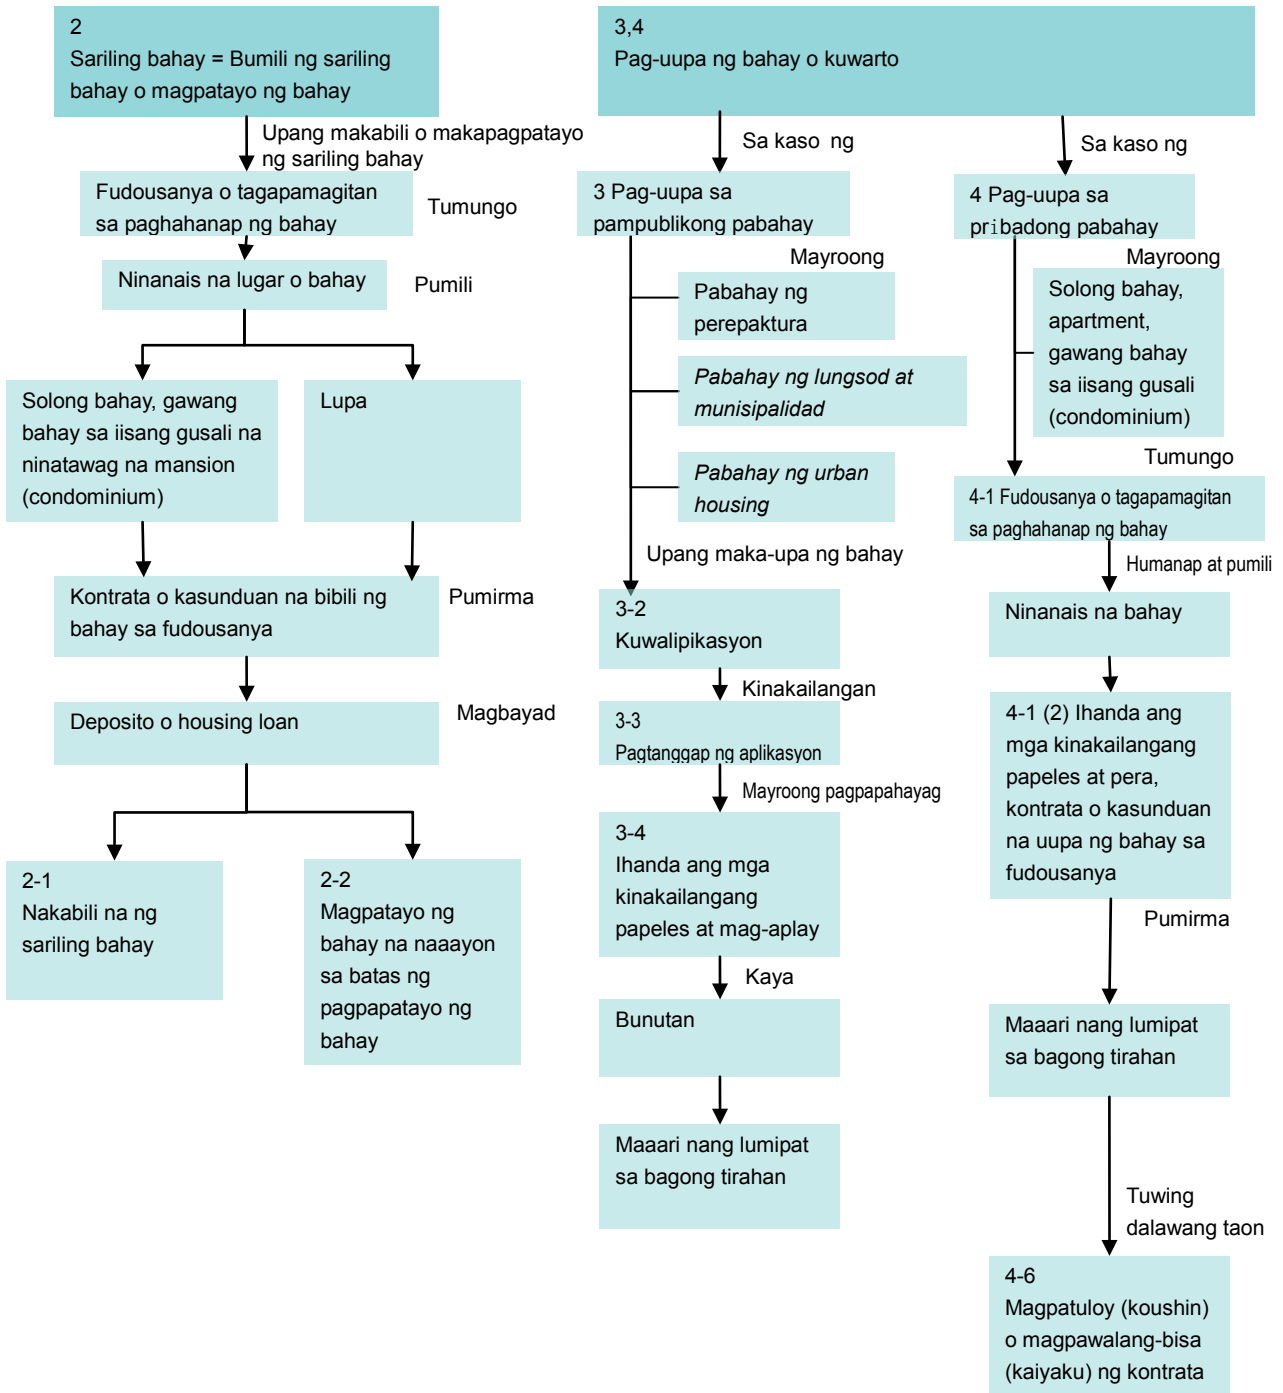 2
Sariling bahay = Bumili ng sariling
bahay o magpatayo ng bahay
Upang makabili o makapagpatayo
ng sariling bahay
Fudousanya o tagapamagitan
sa paghahanap ng bahay
Tumungo
Ninanais na lugar o bahay
Pumili
Solong bahay, gawang
bahay sa iisang gusali na
ninatawag na mansion
(condominium)
Lupa
Kontrata o kasunduan na bibili ng
bahay sa fudousanya
Pumirma
Deposito o housing loan
Magbayad
2-1
Nakabili na ng
sariling bahay
2-2
Magpatayo ng
bahay na naaayon
sa batas ng
pagpapatayo ng
bahay
3,4
Pag-uupa ng bahay o kuwarto
Sa kaso ng
3 Pag-uupa sa
pampublikong pabahay
Mayroong
Pabahay ng
perepaktura
Pabahay ng lungsod at
munisipalidad
Pabahay ng urban
housing
Upang maka-upa ng bahay
3-2
Kuwalipikasyon
Kinakailangan
3-3
Pagtanggap ng aplikasyon
Mayroong pagpapahayag
3-4
Ihanda ang mga
kinakailangang
papeles at mag-aplay
Kaya
Bunutan
Maaari nang lumipat
sa bagong tirahan
Sa kaso ng
4 Pag-uupa sa
pribadong pabahay
Mayroong
Solong bahay,
apartment,
gawang bahay
sa iisang gusali
(condominium)
Tumungo
4-1 Fudousanya o tagapamagitan
sa paghahanap ng bahay
Humanap at pumili
Ninanais na bahay
4-1 (2) Ihanda ang
mga kinakailangang
papeles at pera,
kontrata o kasunduan
na uupa ng bahay sa
fudousanya
Pumirma
Maaari nang lumipat
sa bagong tirahan
Tuwing
dalawang taon
4-6
Magpatuloy (koushin)
o magpawalang-bisa
(kaiyaku) ng kontrata